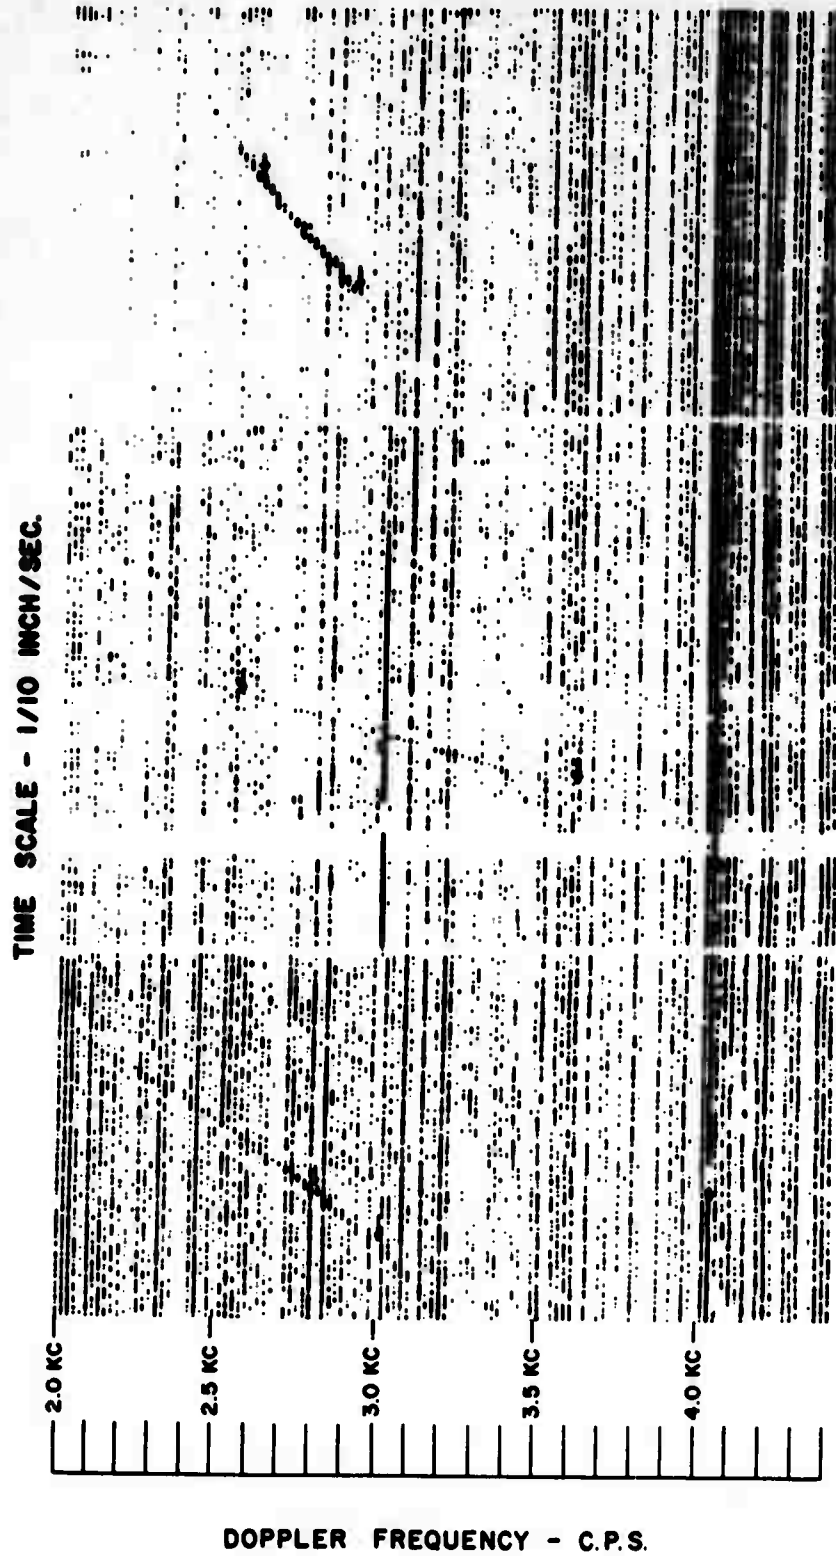 TIME SCALE - 1/10 INCH/SEC.
2.0 KC
2.5 KC
3.0 KC
3.5 KC
4.0 KC
DOPPLER FREQUENCY - C.P.S.